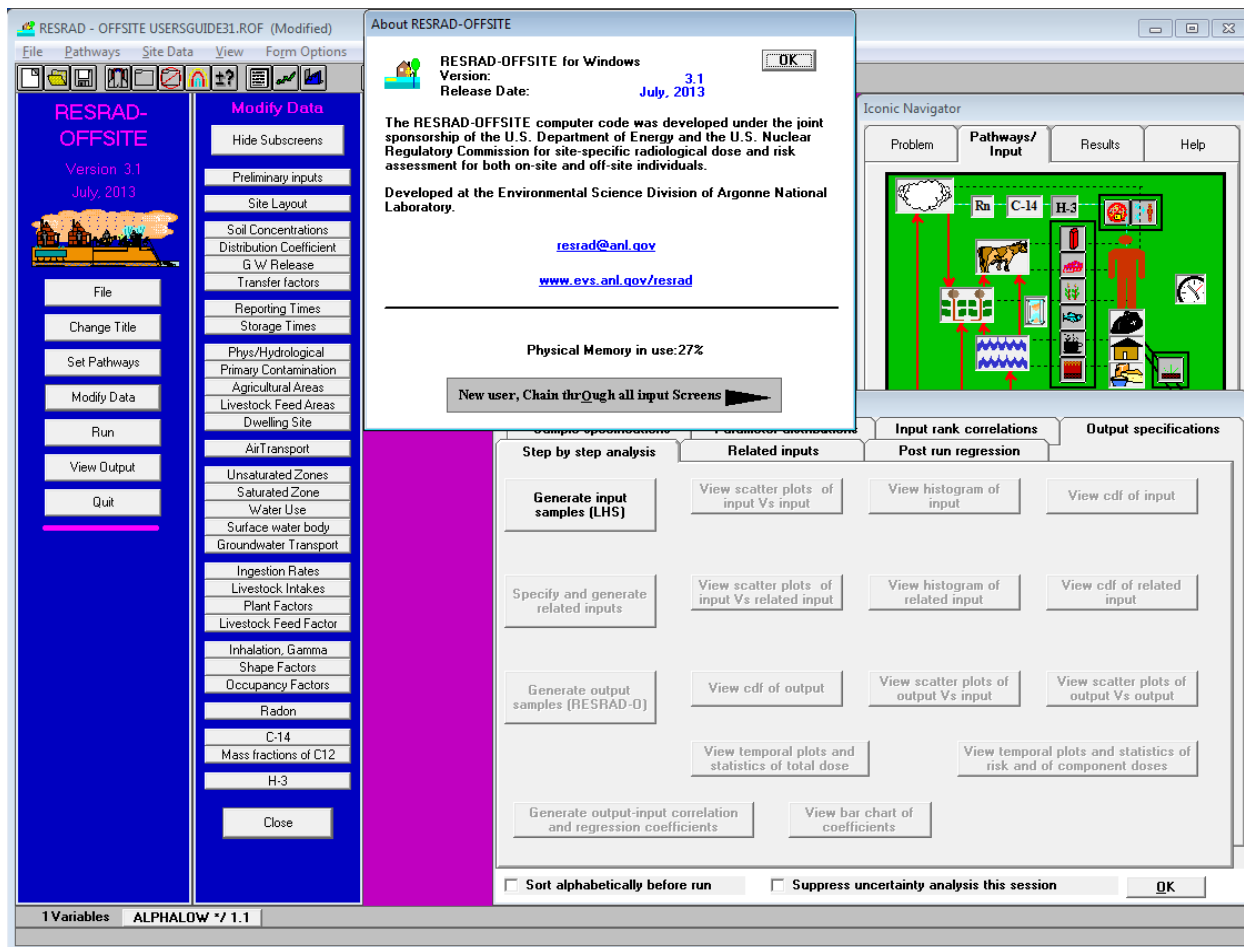 RESRAD - OFFSITE USERSGUIDE31.ROF (Modified)
File Pathways Site Data View Form Options
RESRAD-
OFFSITE
Version 3.1
July, 2013
File
Change Title
Set Pathways
Modify Data
Run
View Output
Quit
Modify Data
Hide Subscreens
Preliminary inputs
Site Layout
Soil Concentrations
Distribution Coefficient
G W Release
Transfer factors
Reporting Times
Storage Times
Phys/Hydrological
Primary Contamination
Agricultural Areas
Livestock Feed Areas
Dwelling Site
AirTransport
Unsaturated Zones
Saturated Zone
Water Use
Surface water body
Groundwater Transport
Ingestion Rates
Livestock Intakes
Plant Factors
Livestock Feed Factor
Inhalation, Gamma
Shape Factors
Occupancy Factors
Radon
C-14
Mass fractions of C12
H-3
Close
About RESRAD-OFFSITE
RESRAD-OFFSITE for Windows
OK
Version: 3.1
Release Date: July, 2013
The RESRAD-OFFSITE computer code was developed under the joint
sponsorship of the U.S. Department of Energy and the U.S. Nuclear
Regulatory Commission for site-specific radiological dose and risk
assessment for both on-site and off-site individuals.
Developed at the Environmental Science Division of Argonne National
Laboratory.
resrad@anl.gov
www.evs.anl.gov/resrad
Physical Memory in use:27%
New user, Chain thrOugh all input Screens
Iconic Navigator
Problem
Pathways/
Input
Results
Help
Rn C-14 H-3
Sample specifications Parameter distributions Input rank correlations Output specifications
Step by step analysis Related inputs Post run regression
Generate input
samples (LHS)
View scatter plots of
input Vs input
View histogram of
input
View cdf of input
Specify and generate
related inputs
View scatter plots of
input Vs related input
View histogram of
related input
View cdf of related
input
Generate output
samples (RESRAD-O)
View cdf of output
View scatter plots of
output Vs input
View scatter plots of
output Vs output
View temporal plots and
statistics of total dose
View temporal plots and statistics of
risk and of component doses
Generate output-input correlation
and regression coefficients
View bar chart of
coefficients
Sort alphabetically before run
Suppress uncertainty analysis this session
OK
1 Variables ALPHALOW */ 1.1